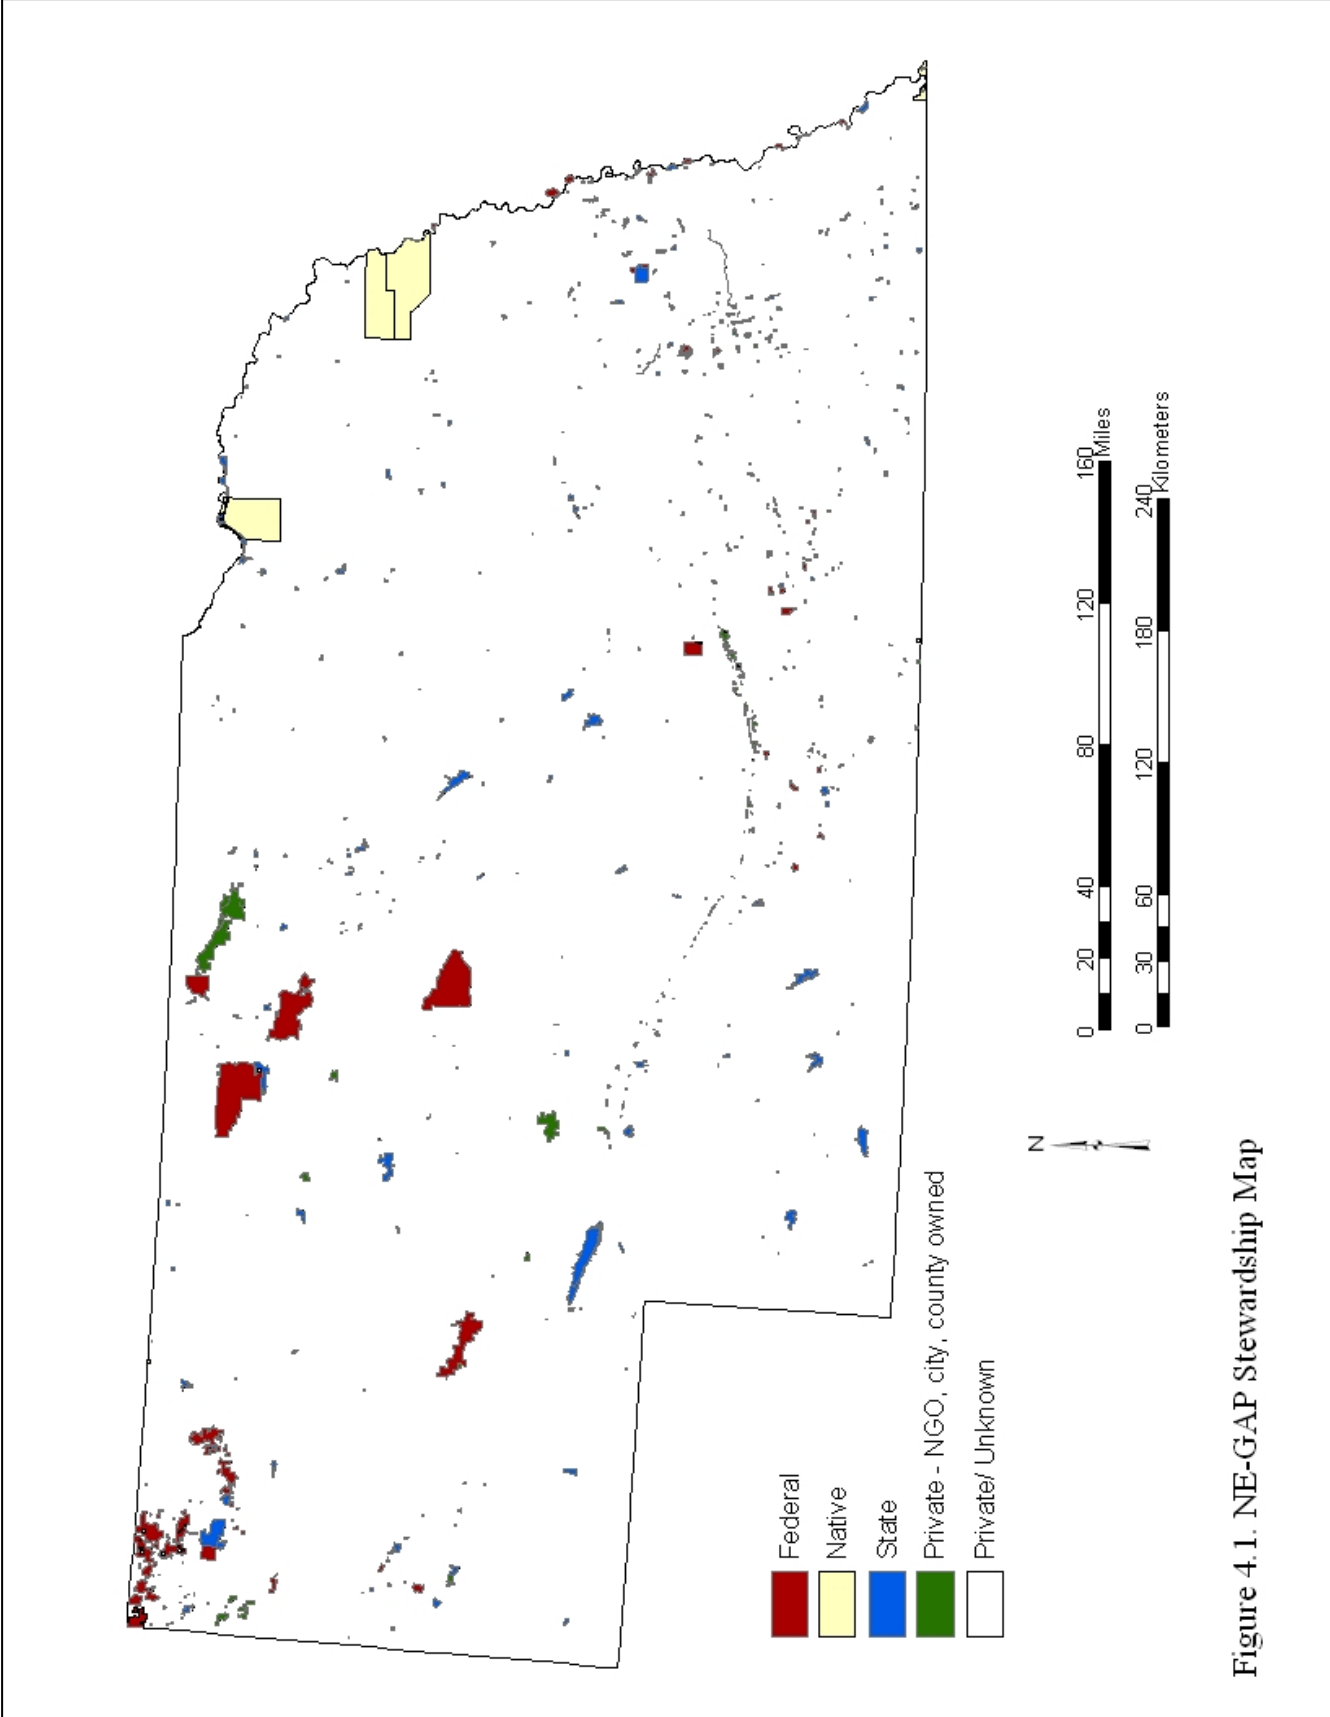 N
0 20 40 80 120 160
Miles
0 30 60 120 180 240
Kilometers
Federal
Native
State
Private - NGO, city, county owned
Private/ Unknown
Figure 4.1. NE-GAP Stewardship Map